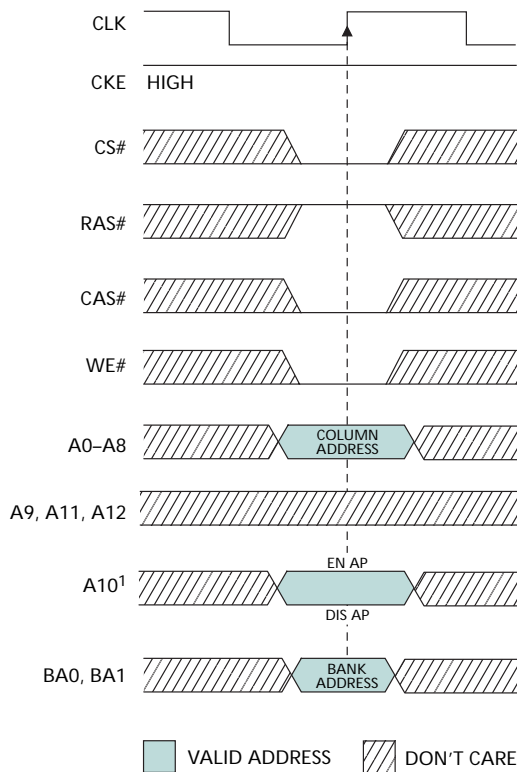 CLK
CKE HIGH
CS#
RAS#
CAS#
WE#
A0–A8 COLUMN
ADDRESS
A9, A11, A12
EN AP
A10¹
DIS AP
BA0, BA1 BANK
ADDRESS
VALID ADDRESS DON'T CARE